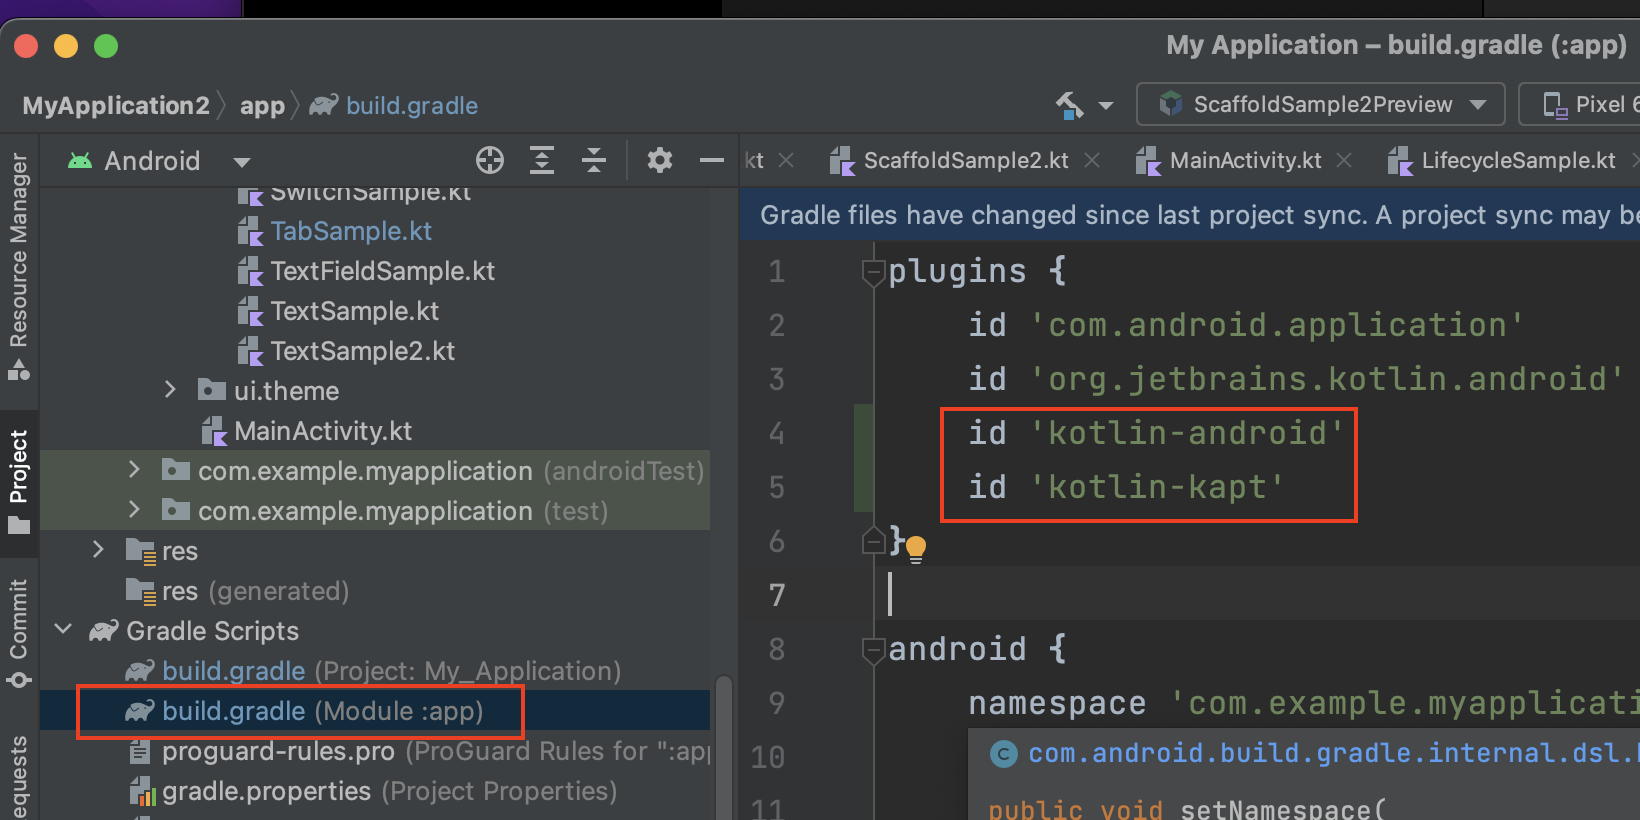 My Application – build.gradle (:app)
MyApplication2 app build.gradle
ScaffoldSample2Preview
Pixel 6
Android
kt
ScaffoldSample2.kt
MainActivity.kt
LifecycleSample.kt
Resource Manager
Project
Commit
equests
SwitchSample.kt
TabSample.kt
TextFieldSample.kt
TextSample.kt
TextSample2.kt
ui.theme
MainActivity.kt
com.example.myapplication (androidTest)
com.example.myapplication (test)
res
res (generated)
Gradle Scripts
build.gradle (Project: My_Application)
build.gradle (Module :app)
proguard-rules.pro (ProGuard Rules for ":app
gradle.properties (Project Properties)
Gradle files have changed since last project sync. A project sync may be
1 plugins {
2 id 'com.android.application'
3 id 'org.jetbrains.kotlin.android'
4 id 'kotlin-android'
5 id 'kotlin-kapt'
6 }
7
8 android {
9 namespace 'com.example.myapplicati
10
11
C com.android.build.gradle.internal.dsl.
public void setNamespace(